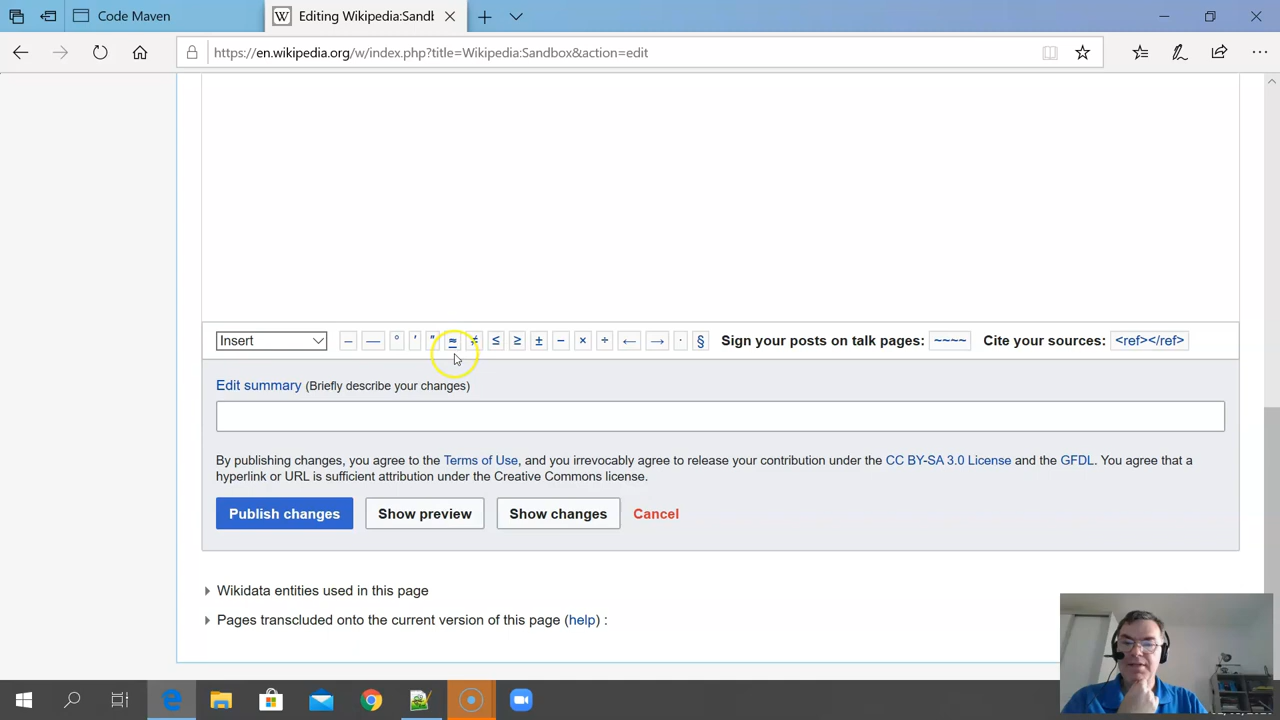 Code Maven
W Editing Wikipedia:Sandb
https://en.wikipedia.org/w/index.php?title=Wikipedia:Sandbox&action=edit
Insert – — ° ′ ″ ≈ ≠ ≤ ≥ ± − × ÷ ← → · § Sign your posts on talk pages: ~~~~ Cite your sources: <ref></ref>
Edit summary (Briefly describe your changes)
By publishing changes, you agree to the Terms of Use, and you irrevocably agree to release your contribution under the CC BY-SA 3.0 License and the GFDL. You agree that a
hyperlink or URL is sufficient attribution under the Creative Commons license.
Publish changes Show preview Show changes Cancel
Wikidata entities used in this page
Pages transcluded onto the current version of this page (help) :